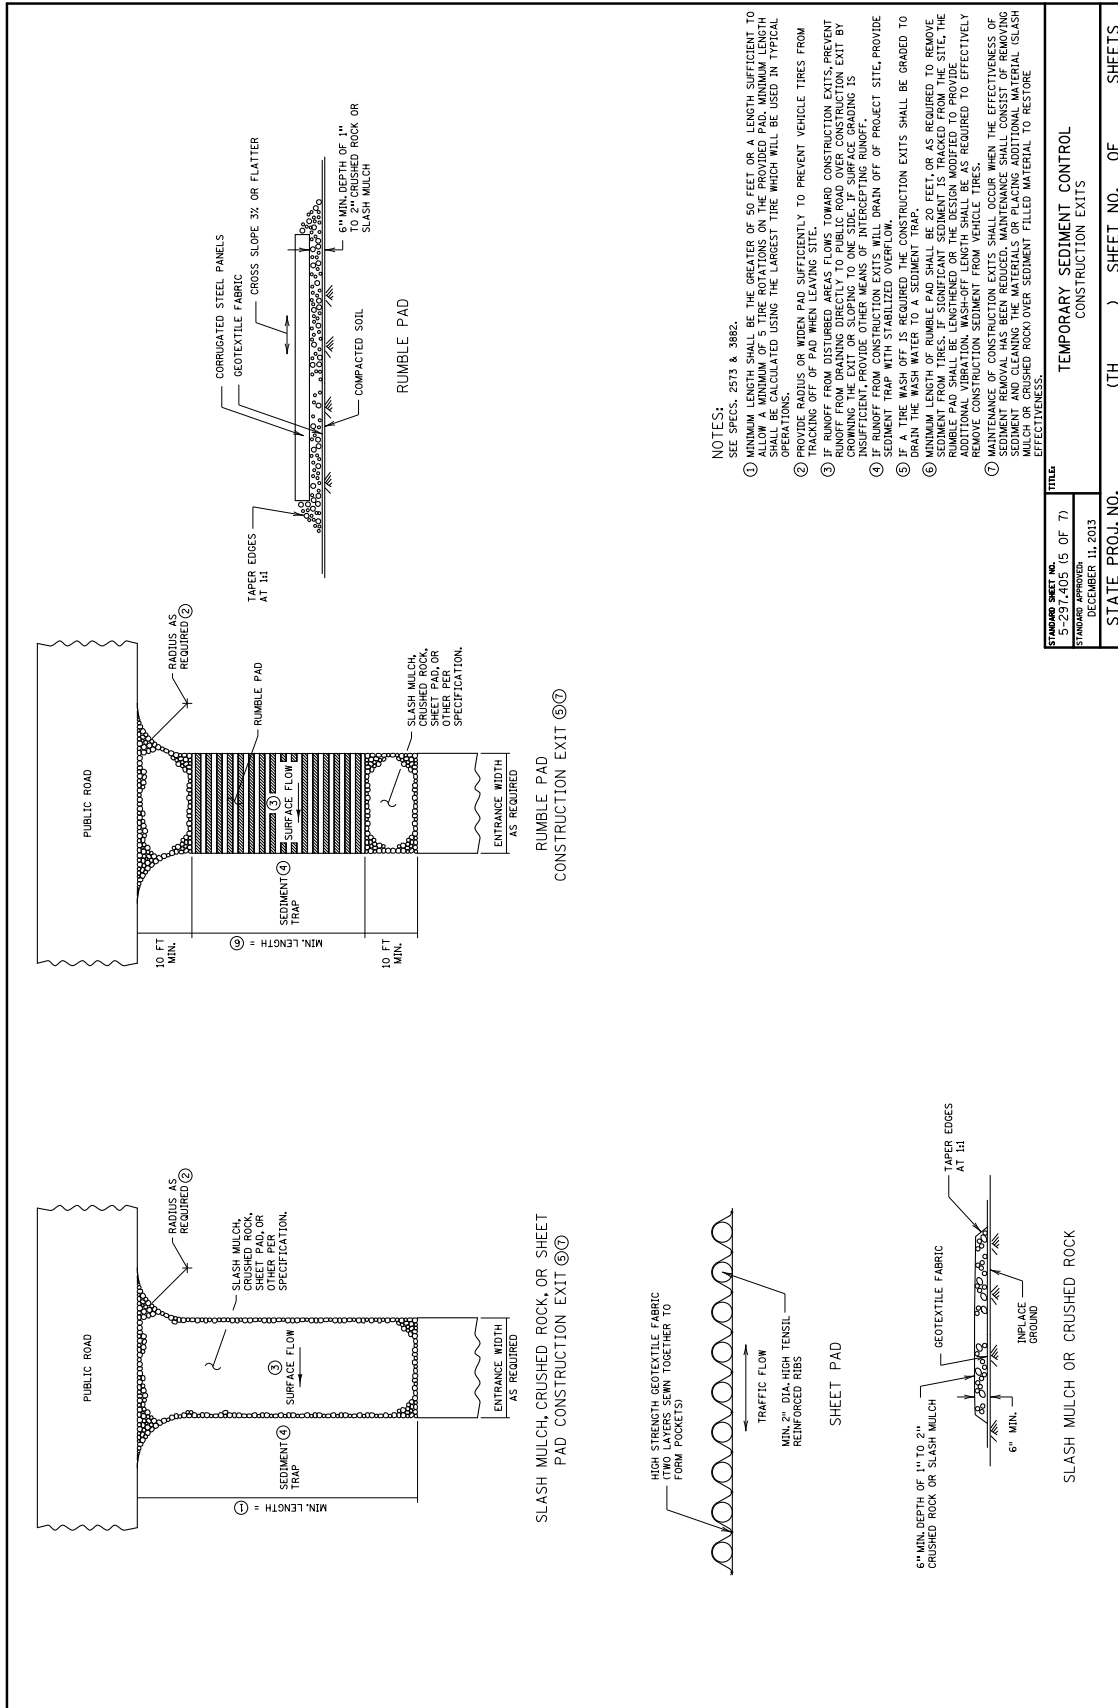 PUBLIC ROAD
RADIUS AS
REQUIRED ②
SLASH MULCH,
CRUSHED ROCK,
SHEET PAD, OR
OTHER PER
SPECIFICATION.
③
SURFACE FLOW
SEDIMENT ④
TRAP
MIN. LENGTH = ①
ENTRANCE WIDTH
AS REQUIRED
SLASH MULCH, CRUSHED ROCK, OR SHEET
PAD CONSTRUCTION EXIT ⑤⑦
PUBLIC ROAD
RADIUS AS
REQUIRED ②
RUMBLE PAD
10 FT
MIN.
③
SURFACE FLOW
SEDIMENT ④
TRAP
MIN. LENGTH = ⑥
10 FT
MIN.
SLASH MULCH,
CRUSHED ROCK,
SHEET PAD, OR
OTHER PER
SPECIFICATION.
ENTRANCE WIDTH
AS REQUIRED
RUMBLE PAD
CONSTRUCTION EXIT ⑤⑦
CORRUGATED STEEL PANELS
GEOTEXTILE FABRIC
CROSS SLOPE 3% OR FLATTER
TAPER EDGES
AT 1:1
6" MIN. DEPTH OF 1"
TO 2" CRUSHED ROCK OR
SLASH MULCH
COMPACTED SOIL
RUMBLE PAD
HIGH STRENGTH GEOTEXTILE FABRIC
(TWO LAYERS SEWN TOGETHER TO
FORM POCKETS)
TRAFFIC FLOW
MIN. 2" DIA. HIGH TENSIL
REINFORCED RIBS
SHEET PAD
6" MIN. DEPTH OF 1" TO 2"
CRUSHED ROCK OR SLASH MULCH
GEOTEXTILE FABRIC
TAPER EDGES
AT 1:1
6" MIN.
INPLACE
GROUND
SLASH MULCH OR CRUSHED ROCK
NOTES:
SEE SPECS. 2573 & 3882.
① MINIMUM LENGTH SHALL BE THE GREATER OF 50 FEET OR A LENGTH SUFFICIENT TO
ALLOW A MINIMUM OF 5 TIRE ROTATIONS ON THE PROVIDED PAD. MINIMUM LENGTH
SHALL BE CALCULATED USING THE LARGEST TIRE WHICH WILL BE USED IN TYPICAL
OPERATIONS.
② PROVIDE RADIUS OR WIDEN PAD SUFFICIENTLY TO PREVENT VEHICLE TIRES FROM
TRACKING OFF OF PAD WHEN LEAVING SITE.
③ IF RUNOFF FROM DISTURBED AREAS FLOWS TOWARD CONSTRUCTION EXITS, PREVENT
RUNOFF FROM DRAINING DIRECTLY TO PUBLIC ROAD OVER CONSTRUCTION EXIT BY
CROWNING THE EXIT OR SLOPING TO ONE SIDE. IF SURFACE GRADING IS
INSUFFICIENT, PROVIDE OTHER MEANS OF INTERCEPTING RUNOFF.
④ IF RUNOFF FROM CONSTRUCTION EXITS WILL DRAIN OFF OF PROJECT SITE, PROVIDE
SEDIMENT TRAP WITH STABILIZED OVERFLOW.
⑤ IF A TIRE WASH OFF IS REQUIRED THE CONSTRUCTION EXITS SHALL BE GRADED TO
DRAIN THE WASH WATER TO A SEDIMENT TRAP.
⑥ MINIMUM LENGTH OF RUMBLE PAD SHALL BE 20 FEET, OR AS REQUIRED TO REMOVE
SEDIMENT FROM TIRES. IF SIGNIFICANT SEDIMENT IS TRACKED FROM THE SITE, THE
RUMBLE PAD SHALL BE LENGTHENED OR THE DESIGN MODIFIED TO PROVIDE
ADDITIONAL VIBRATION. WASH-OFF LENGTH SHALL BE AS REQUIRED TO EFFECTIVELY
REMOVE CONSTRUCTION SEDIMENT FROM VEHICLE TIRES.
⑦ MAINTENANCE OF CONSTRUCTION EXITS SHALL OCCUR WHEN THE EFFECTIVENESS OF
SEDIMENT REMOVAL HAS BEEN REDUCED. MAINTENANCE SHALL CONSIST OF REMOVING
SEDIMENT AND CLEANING THE MATERIALS OR PLACING ADDITIONAL MATERIAL (SLASH
MULCH OR CRUSHED ROCK) OVER SEDIMENT FILLED MATERIAL TO RESTORE
EFFECTIVENESS.
STANDARD SHEET NO.
5-297.405 (5 OF 7)
STANDARD APPROVED:
DECEMBER 11, 2013
TITLE:
TEMPORARY SEDIMENT CONTROL
CONSTRUCTION EXITS
STATE PROJ. NO. (TH ) SHEET NO. OF SHEETS